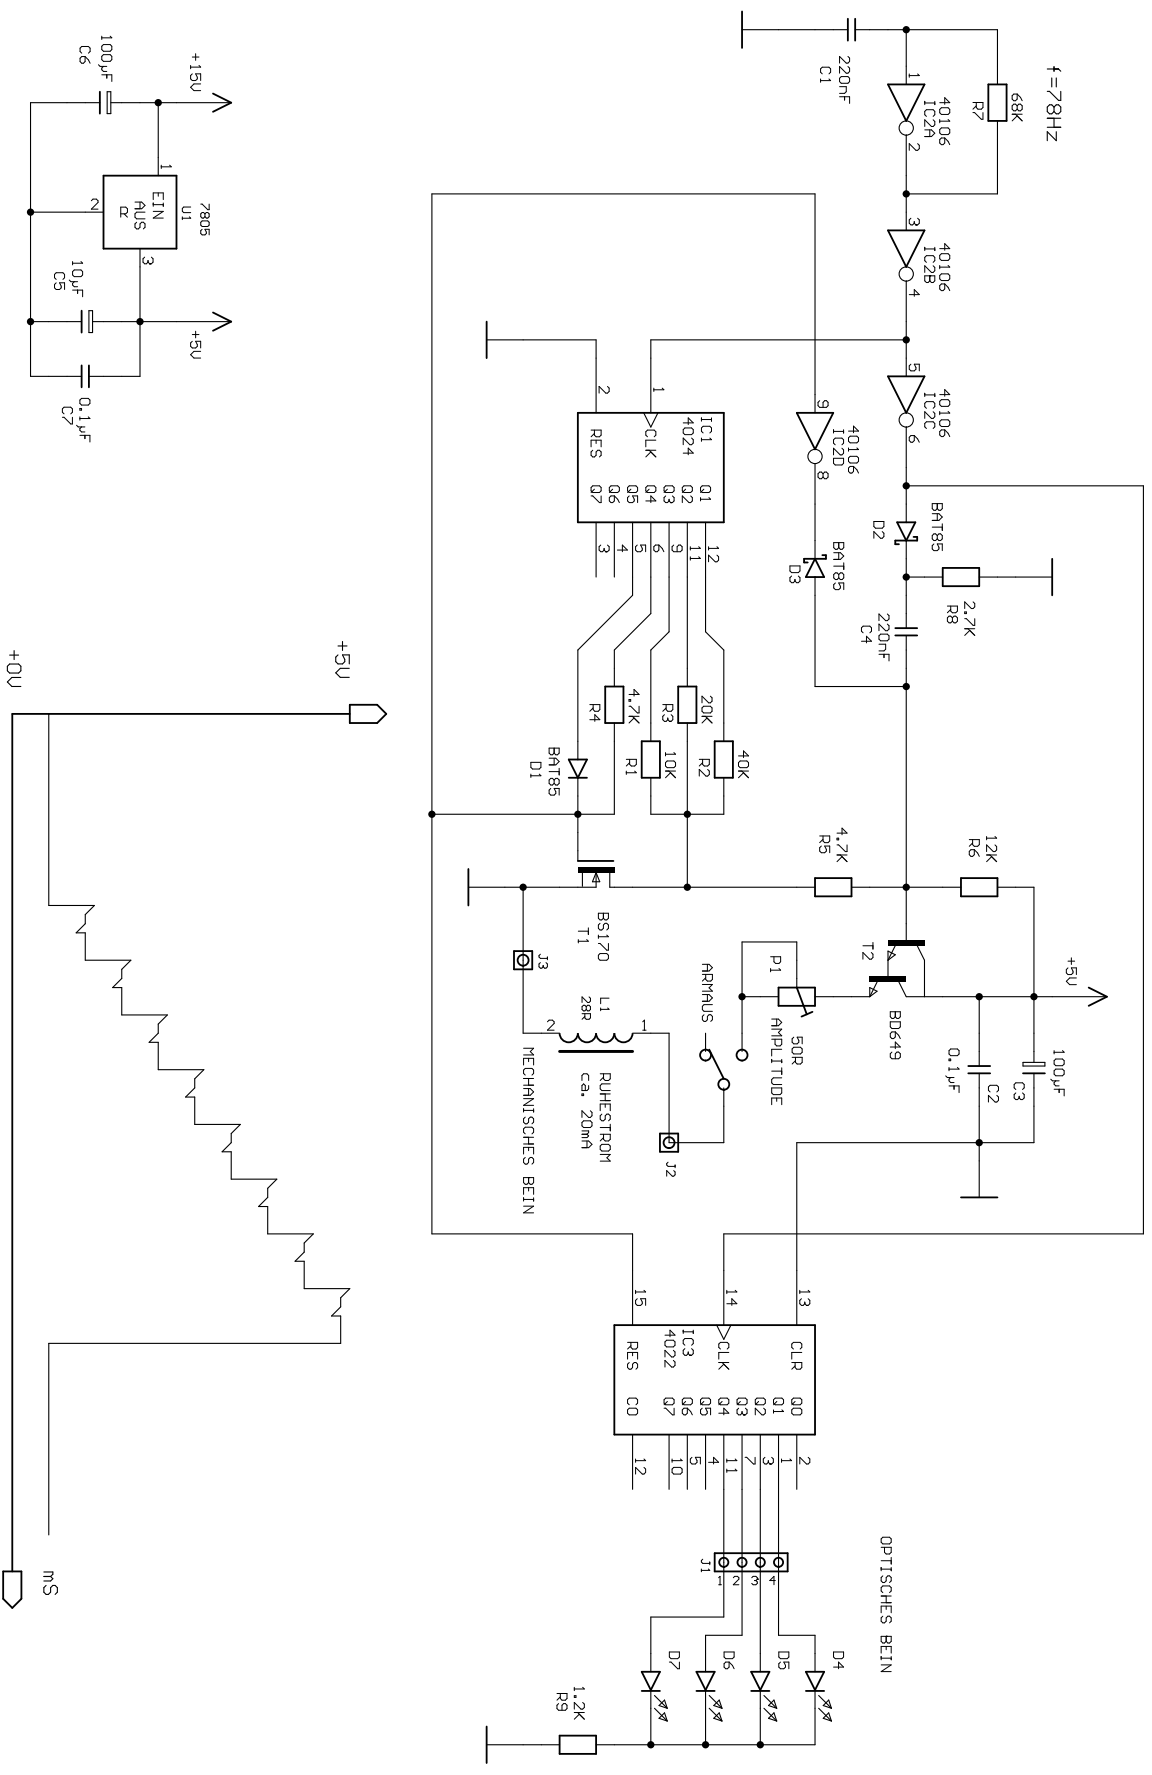 f=78Hz
68K
R7
220nF
C1
1
40106
IC2A
2
3
40106
IC2B
4
5
40106
IC2C
6
9
40106
IC2D
8
BAT85
D2
BAT85
D3
2.7K
R8
220nF
C4
IC1
4024
CLK
RES
Q1
Q2
Q3
Q4
Q5
Q6
Q7
1
2
12
11
9
6
5
4
3
40K
R2
20K
R3
10K
R1
4.7K
R4
BAT85
D1
12K
R6
4.7K
R5
BS170
T1
T2
BD649
+5V
100µF
C3
0.1µF
C2
P1
50R
AMPLITUDE
ARMAUS
J3
J2
L1
28R
1
2
RUHESTROM
ca. 20mA
MECHANISCHES BEIN
13
14
15
CLR
CLK
IC3
4022
RES
Q0
Q1
Q2
Q3
Q4
Q5
Q6
Q7
CO
2
1
3
7
11
4
5
10
12
OPTISCHES BEIN
J1
1
2
3
4
D4
D5
D6
D7
1.2K
R9
+15V
100µF
C6
1
EIN
AUS
R
2
3
7805
U1
10µF
C5
+5V
0.1µF
C7
+5V
+0V
mS